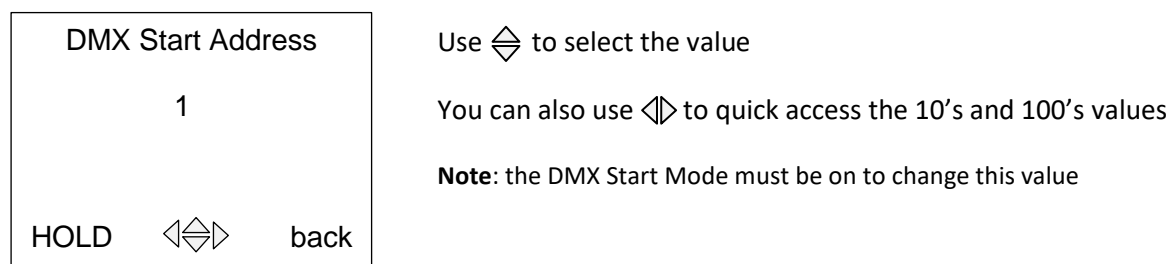 DMX Start Address
1
HOLD back
Use to select the value
You can also use to quick access the 10’s and 100’s values
Note: the DMX Start Mode must be on to change this value